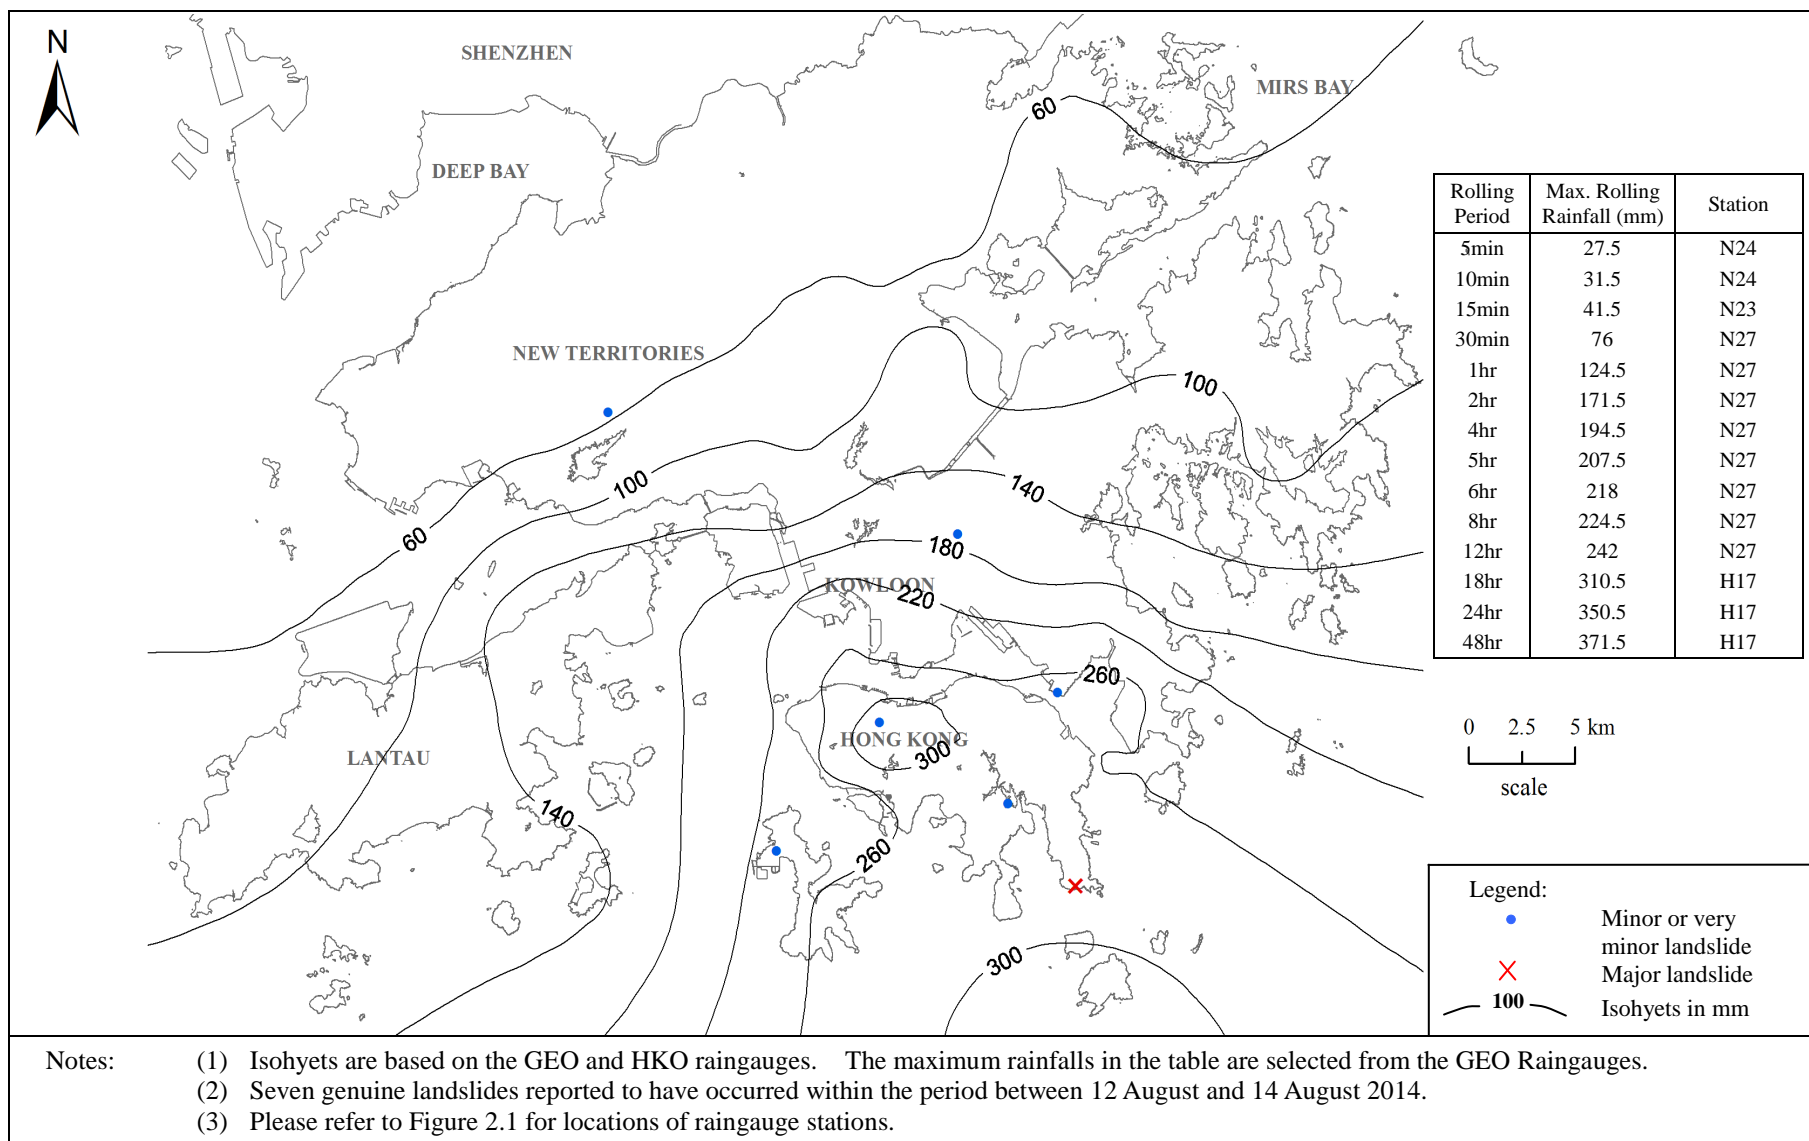 N
SHENZHEN
MIRS BAY
60
DEEP BAY
NEW TERRITORIES
100
100
140
60
180
KOWLOON
220
260
HONG KONG
300
LANTAU
140
260
300
Rolling Period Max. Rolling Rainfall (mm) Station
5min 27.5 N24
10min 31.5 N24
15min 41.5 N23
30min 76 N27
1hr 124.5 N27
2hr 171.5 N27
4hr 194.5 N27
5hr 207.5 N27
6hr 218 N27
8hr 224.5 N27
12hr 242 N27
18hr 310.5 H17
24hr 350.5 H17
48hr 371.5 H17
0 2.5 5 km
scale
Legend:
Minor or very
minor landslide
Major landslide
100 Isohyets in mm
Notes: (1) Isohyets are based on the GEO and HKO raingauges. The maximum rainfalls in the table are selected from the GEO Raingauges.
(2) Seven genuine landslides reported to have occurred within the period between 12 August and 14 August 2014.
(3) Please refer to Figure 2.1 for locations of raingauge stations.